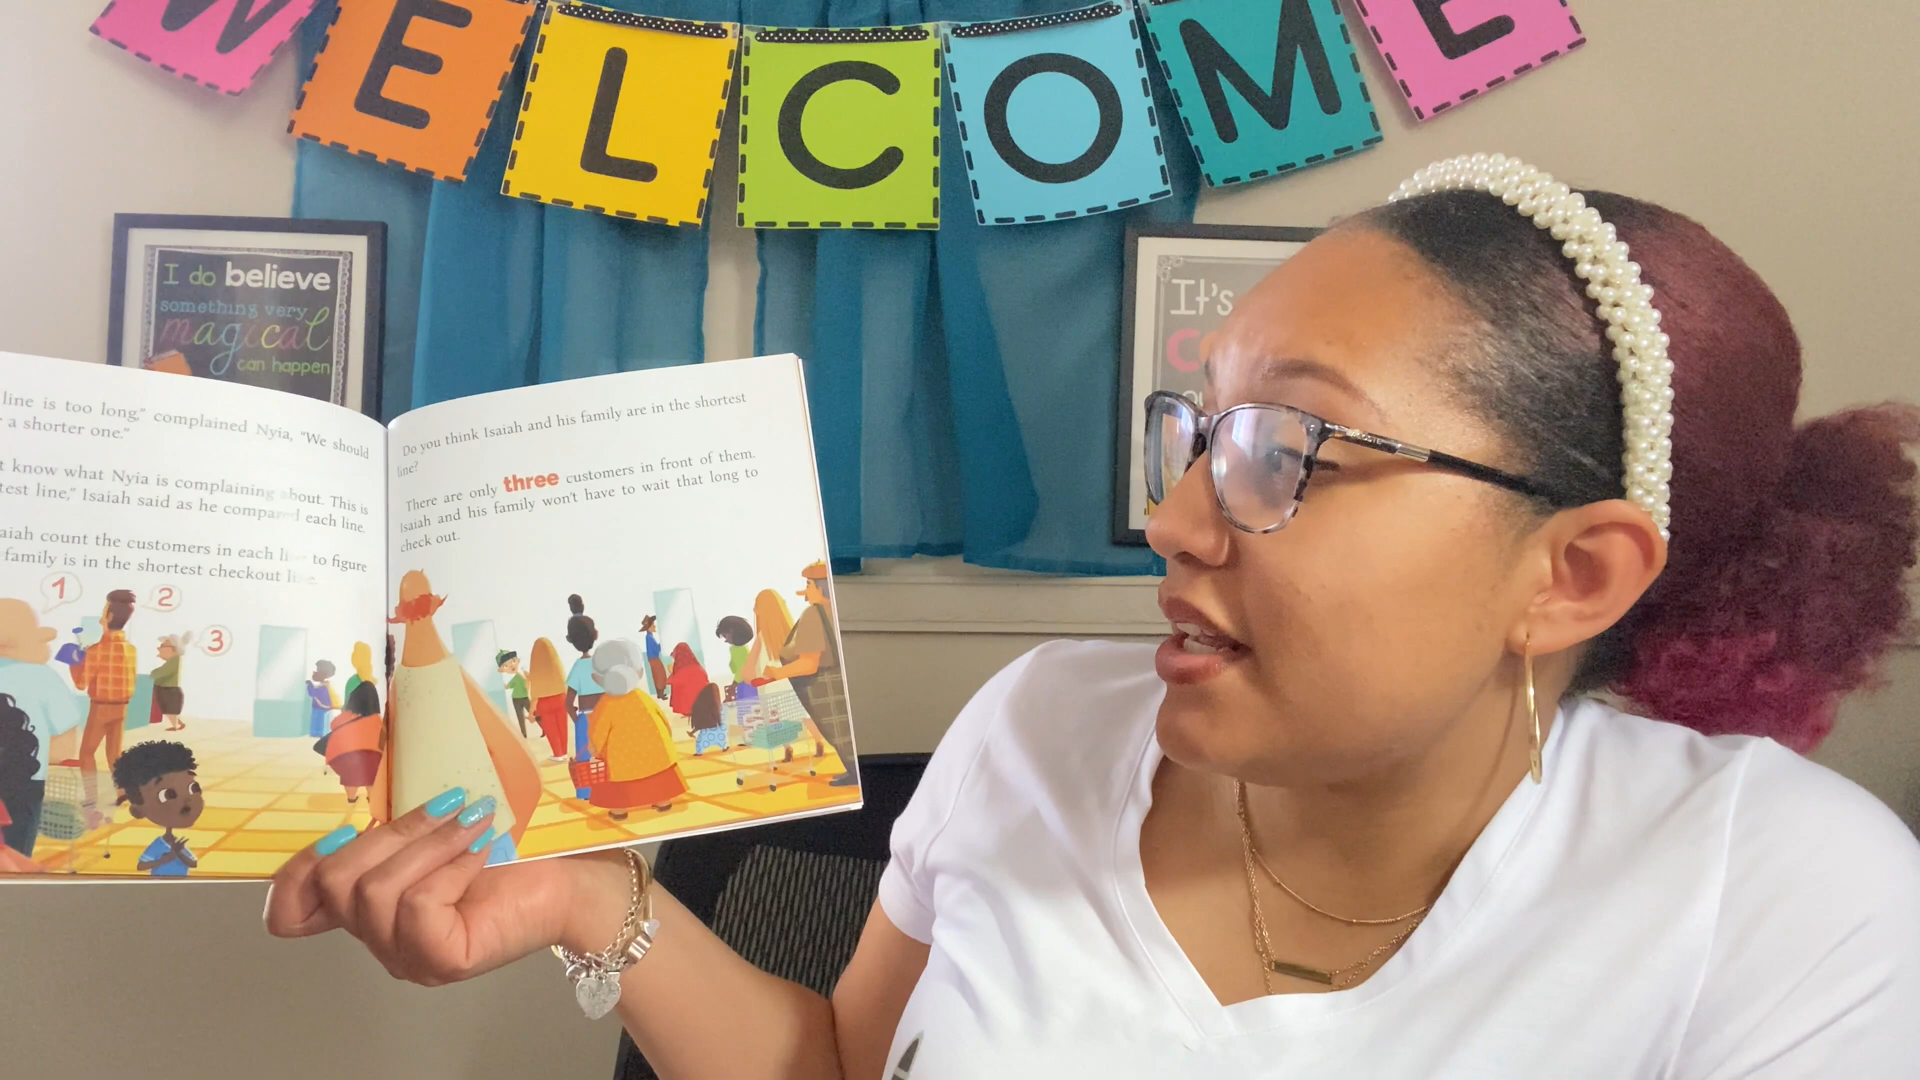 WELCOME
I do believe
something very
magical
can happen
It's
line is too long," complained Nyia, "We should
a shorter one."
know what Nyia is complaining about. This is
test line," Isaiah said as he compared each line.
aiah count the customers in each li to figure
family is in the shortest checkout li
1
2
3
Do you think Isaiah and his family are in the shortest
line?
There are only three customers in front of them.
Isaiah and his family won't have to wait that long to
check out.